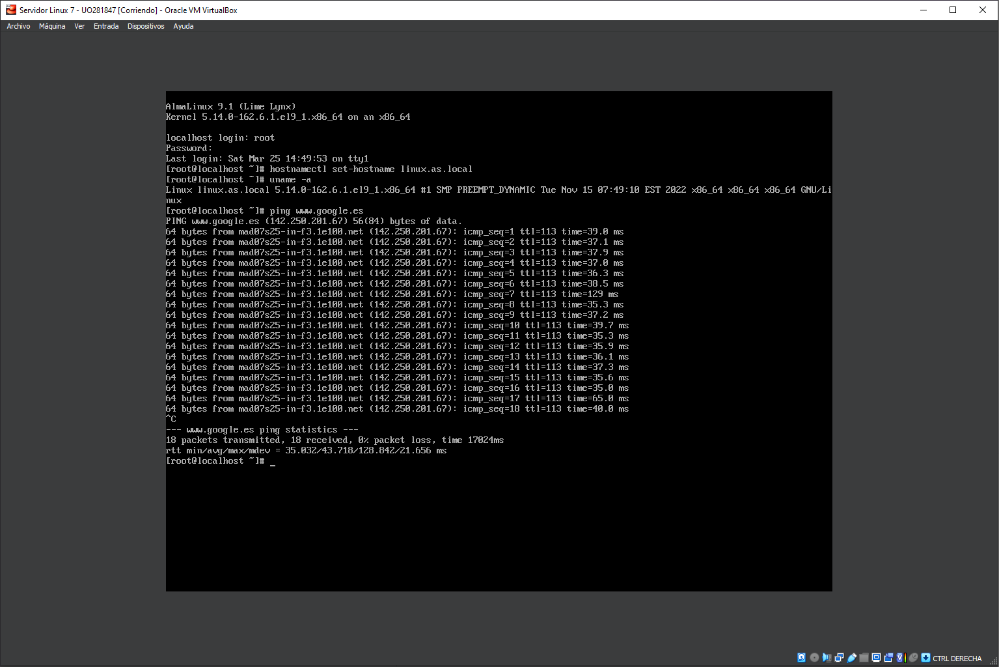 Servidor Linux 7 - UO281847 [Corriendo] - Oracle VM VirtualBox
Archivo Máquina Ver Entrada Dispositivos Ayuda
AlmaLinux 9.1 (Lime Lynx)
Kernel 5.14.0-162.6.1.el9_1.x86_64 on an x86_64
localhost login: root
Password:
Last login: Sat Mar 25 14:49:53 on tty1
[root@localhost ~]# hostnamectl set-hostname linux.as.local
[root@localhost ~]# uname -a
Linux linux.as.local 5.14.0-162.6.1.el9_1.x86_64 #1 SMP PREEMPT_DYNAMIC Tue Nov 15 07:49:10 EST 2022 x86_64 x86_64 x86_64 GNU/Li
nux
[root@localhost ~]# ping www.google.es
PING www.google.es (142.250.201.67) 56(84) bytes of data.
64 bytes from mad07s25-in-f3.1e100.net (142.250.201.67): icmp_seq=1 ttl=113 time=39.0 ms
64 bytes from mad07s25-in-f3.1e100.net (142.250.201.67): icmp_seq=2 ttl=113 time=37.1 ms
64 bytes from mad07s25-in-f3.1e100.net (142.250.201.67): icmp_seq=3 ttl=113 time=37.9 ms
64 bytes from mad07s25-in-f3.1e100.net (142.250.201.67): icmp_seq=4 ttl=113 time=37.0 ms
64 bytes from mad07s25-in-f3.1e100.net (142.250.201.67): icmp_seq=5 ttl=113 time=36.3 ms
64 bytes from mad07s25-in-f3.1e100.net (142.250.201.67): icmp_seq=6 ttl=113 time=38.5 ms
64 bytes from mad07s25-in-f3.1e100.net (142.250.201.67): icmp_seq=7 ttl=113 time=129 ms
64 bytes from mad07s25-in-f3.1e100.net (142.250.201.67): icmp_seq=8 ttl=113 time=35.3 ms
64 bytes from mad07s25-in-f3.1e100.net (142.250.201.67): icmp_seq=9 ttl=113 time=37.2 ms
64 bytes from mad07s25-in-f3.1e100.net (142.250.201.67): icmp_seq=10 ttl=113 time=39.7 ms
64 bytes from mad07s25-in-f3.1e100.net (142.250.201.67): icmp_seq=11 ttl=113 time=35.3 ms
64 bytes from mad07s25-in-f3.1e100.net (142.250.201.67): icmp_seq=12 ttl=113 time=35.9 ms
64 bytes from mad07s25-in-f3.1e100.net (142.250.201.67): icmp_seq=13 ttl=113 time=36.1 ms
64 bytes from mad07s25-in-f3.1e100.net (142.250.201.67): icmp_seq=14 ttl=113 time=37.3 ms
64 bytes from mad07s25-in-f3.1e100.net (142.250.201.67): icmp_seq=15 ttl=113 time=35.6 ms
64 bytes from mad07s25-in-f3.1e100.net (142.250.201.67): icmp_seq=16 ttl=113 time=35.0 ms
64 bytes from mad07s25-in-f3.1e100.net (142.250.201.67): icmp_seq=17 ttl=113 time=65.0 ms
64 bytes from mad07s25-in-f3.1e100.net (142.250.201.67): icmp_seq=18 ttl=113 time=40.0 ms
^C
--- www.google.es ping statistics ---
18 packets transmitted, 18 received, 0% packet loss, time 17024ms
rtt min/avg/max/mdev = 35.032/43.718/128.842/21.656 ms
[root@localhost ~]# _
CTRL DERECHA